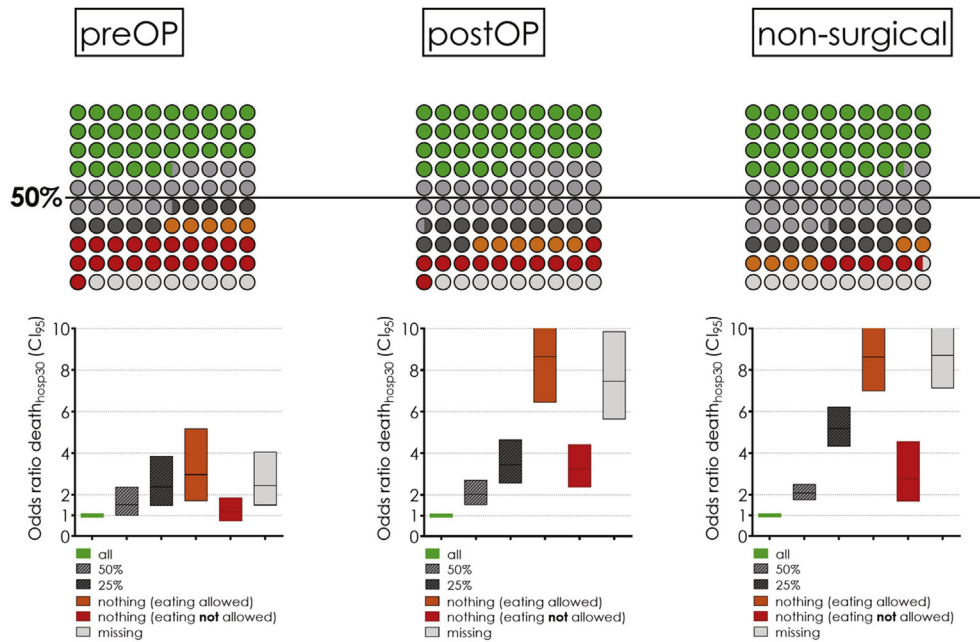 preOP
postOP
non-surgical
50%
Odds ratio death hosp30 (CI95)
10
8
6
4
2
1
0
all
50%
25%
nothing (eating allowed)
nothing (eating not allowed)
missing
Odds ratio death hosp30 (CI95)
10
8
6
4
2
1
0
all
50%
25%
nothing (eating allowed)
nothing (eating not allowed)
missing
Odds ratio death hosp30 (CI95)
10
8
6
4
2
1
0
all
50%
25%
nothing (eating allowed)
nothing (eating not allowed)
missing